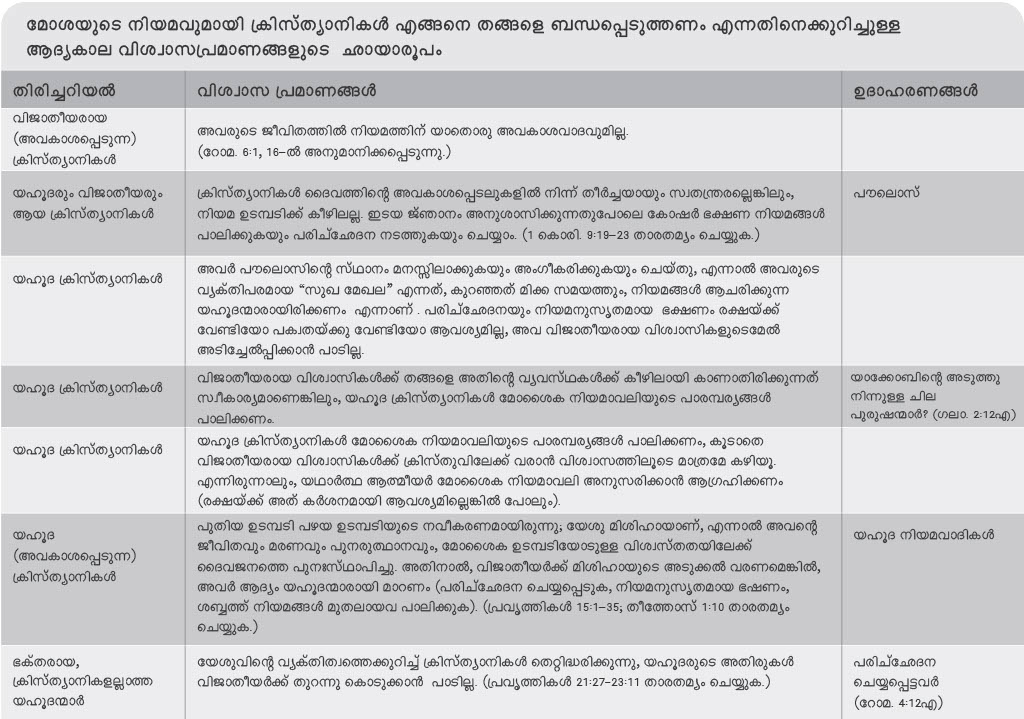 മോശയുടെ നിയമവുമായി ക്രിസ്ത്യാനികൾ എങ്ങനെ തങ്ങളെ ബന്ധപ്പെടുത്തണം എന്നതിനെക്കുറിച്ചുള്ള
ആദ്യകാല വിശ്വാസപ്രമാണങ്ങളുടെ ഛായാരൂപം
തിരിച്ചറിയൽ
വിശ്വാസ പ്രമാണങ്ങൾ
ഉദാഹരണങ്ങൾ
വിജാതീയരായ
(അവകാശപ്പെടുന്ന)
ക്രിസ്ത്യാനികൾ
അവരുടെ ജീവിതത്തിൽ നിയമത്തിന് യാതൊരു അവകാശവാദവുമില്ല.
(റോമ. 6:1, 16–ൽ അനുമാനിക്കപ്പെടുന്നു.)
യഹൂദരും വിജാതീയരും
ആയ ക്രിസ്ത്യാനികൾ
ക്രിസ്ത്യാനികൾ ദൈവത്തിന്റെ അവകാശപ്പെടലുകളിൽ നിന്ന് തീർച്ചയായും സ്വതന്ത്രരല്ലെങ്കിലും,
നിയമ ഉടമ്പടിക്ക് കീഴിലല്ല. ഇടയ ജ്ഞാനം അനുശാസിക്കുന്നതുപോലെ കോഷർ ഭക്ഷണ നിയമങ്ങൾ
പാലിക്കുകയും പരിച്ഛേദന നടത്തുകയും ചെയ്യാം. (1 കൊരി. 9:19–23 താരതമ്യം ചെയ്യുക.)
പൗലൊസ്
യഹൂദ ക്രിസ്ത്യാനികൾ
അവർ പൗലൊസിന്റെ സ്ഥാനം മനസ്സിലാക്കുകയും അംഗീകരിക്കുകയും ചെയ്തു, എന്നാൽ അവരുടെ
വ്യക്തിപരമായ “സുഖ മേഖല” എന്നത്, കുറഞ്ഞത് മിക്ക സമയത്തും, നിയമങ്ങൾ ആചരിക്കുന്ന
യഹൂദന്മാരായിരിക്കണം എന്നാണ് . പരിച്ഛേദനയും നിയമനുസൃതമായ ഭക്ഷണം രക്ഷയ്ക്ക്
വേണ്ടിയോ പക്വതയ്ക്കു വേണ്ടിയോ ആവശ്യമില്ല, അവ വിജാതീയരായ വിശ്വാസികളുടെമേൽ
അടിച്ചേൽപ്പിക്കാൻ പാടില്ല.
യഹൂദ ക്രിസ്ത്യാനികൾ
വിജാതീയരായ വിശ്വാസികൾക്ക് തങ്ങളെ അതിന്റെ വ്യവസ്ഥകൾക്ക് കീഴിലായി കാണാതിരിക്കുന്നത്
സ്വീകാര്യമാണെങ്കിലും, യഹൂദ ക്രിസ്ത്യാനികൾ മോശൈക നിയമാവലിയുടെ പാരമ്പര്യങ്ങൾ
പാലിക്കണം.
യാക്കോബിന്റെ അടുത്തു
നിന്നുള്ള ചില
പുരുഷന്മാർ? (ഗലാ. 2:12എ)
യഹൂദ ക്രിസ്ത്യാനികൾ
യഹൂദ ക്രിസ്ത്യാനികൾ മോശൈക നിയമാവലിയുടെ പാരമ്പര്യങ്ങൾ പാലിക്കണം, കൂടാതെ
വിജാതീയരായ വിശ്വാസികൾക്ക് ക്രിസ്തുവിലേക്ക് വരാൻ വിശ്വാസത്തിലൂടെ മാത്രമേ കഴിയൂ.
എന്നിരുന്നാലും, യഥാർത്ഥ ആത്മീയർ മോശൈക നിയമാവലി അനുസരിക്കാൻ ആഗ്രഹിക്കണം
(രക്ഷയ്ക്ക് അത് കർശനമായി ആവശ്യമില്ലെങ്കിൽ പോലും).
യഹൂദ
(അവകാശപ്പെടുന്ന)
ക്രിസ്ത്യാനികൾ
പുതിയ ഉടമ്പടി പഴയ ഉടമ്പടിയുടെ നവീകരണമായിരുന്നു; യേശു മിശിഹായാണ്, എന്നാൽ അവന്റെ
ജീവിതവും മരണവും പുനരുത്ഥാനവും, മോശൈക ഉടമ്പടിയോടുള്ള വിശ്വസ്തതയിലേക്ക്
ദൈവജനത്തെ പുനഃസ്ഥാപിച്ചു. അതിനാൽ, വിജാതീയർക്ക് മിശിഹായുടെ അടുക്കൽ വരണമെങ്കിൽ,
അവർ ആദ്യം യഹൂദന്മാരായി മാറണം (പരിച്ഛേദന ചെയ്യപ്പെടുക, നിയമനുസൃതമായ ഭഷണം,
ശബ്ബത്ത് നിയമങ്ങൾ മുതലായവ പാലിക്കുക). (പ്രവൃത്തികൾ 15:1–35; തീത്തോസ് 1:10 താരതമ്യം
ചെയ്യുക.)
യഹൂദ നിയമവാദികൾ
ഭക്തരായ,
ക്രിസ്ത്യാനികളല്ലാത്ത
യഹൂദന്മാർ
യേശുവിന്റെ വ്യക്തിത്വത്തെക്കുറിച്ച് ക്രിസ്ത്യാനികൾ തെറ്റിദ്ധരിക്കുന്നു, യഹൂദരുടെ അതിരുകൾ
വിജാതീയർക്ക് തുറന്നു കൊടുക്കാൻ പാടില്ല. (പ്രവൃത്തികൾ 21:27–23:11 താരതമ്യം ചെയ്യുക.)
പരിച്ഛേദന
ചെയ്യപ്പെട്ടവർ
(റോമ. 4:12എ)